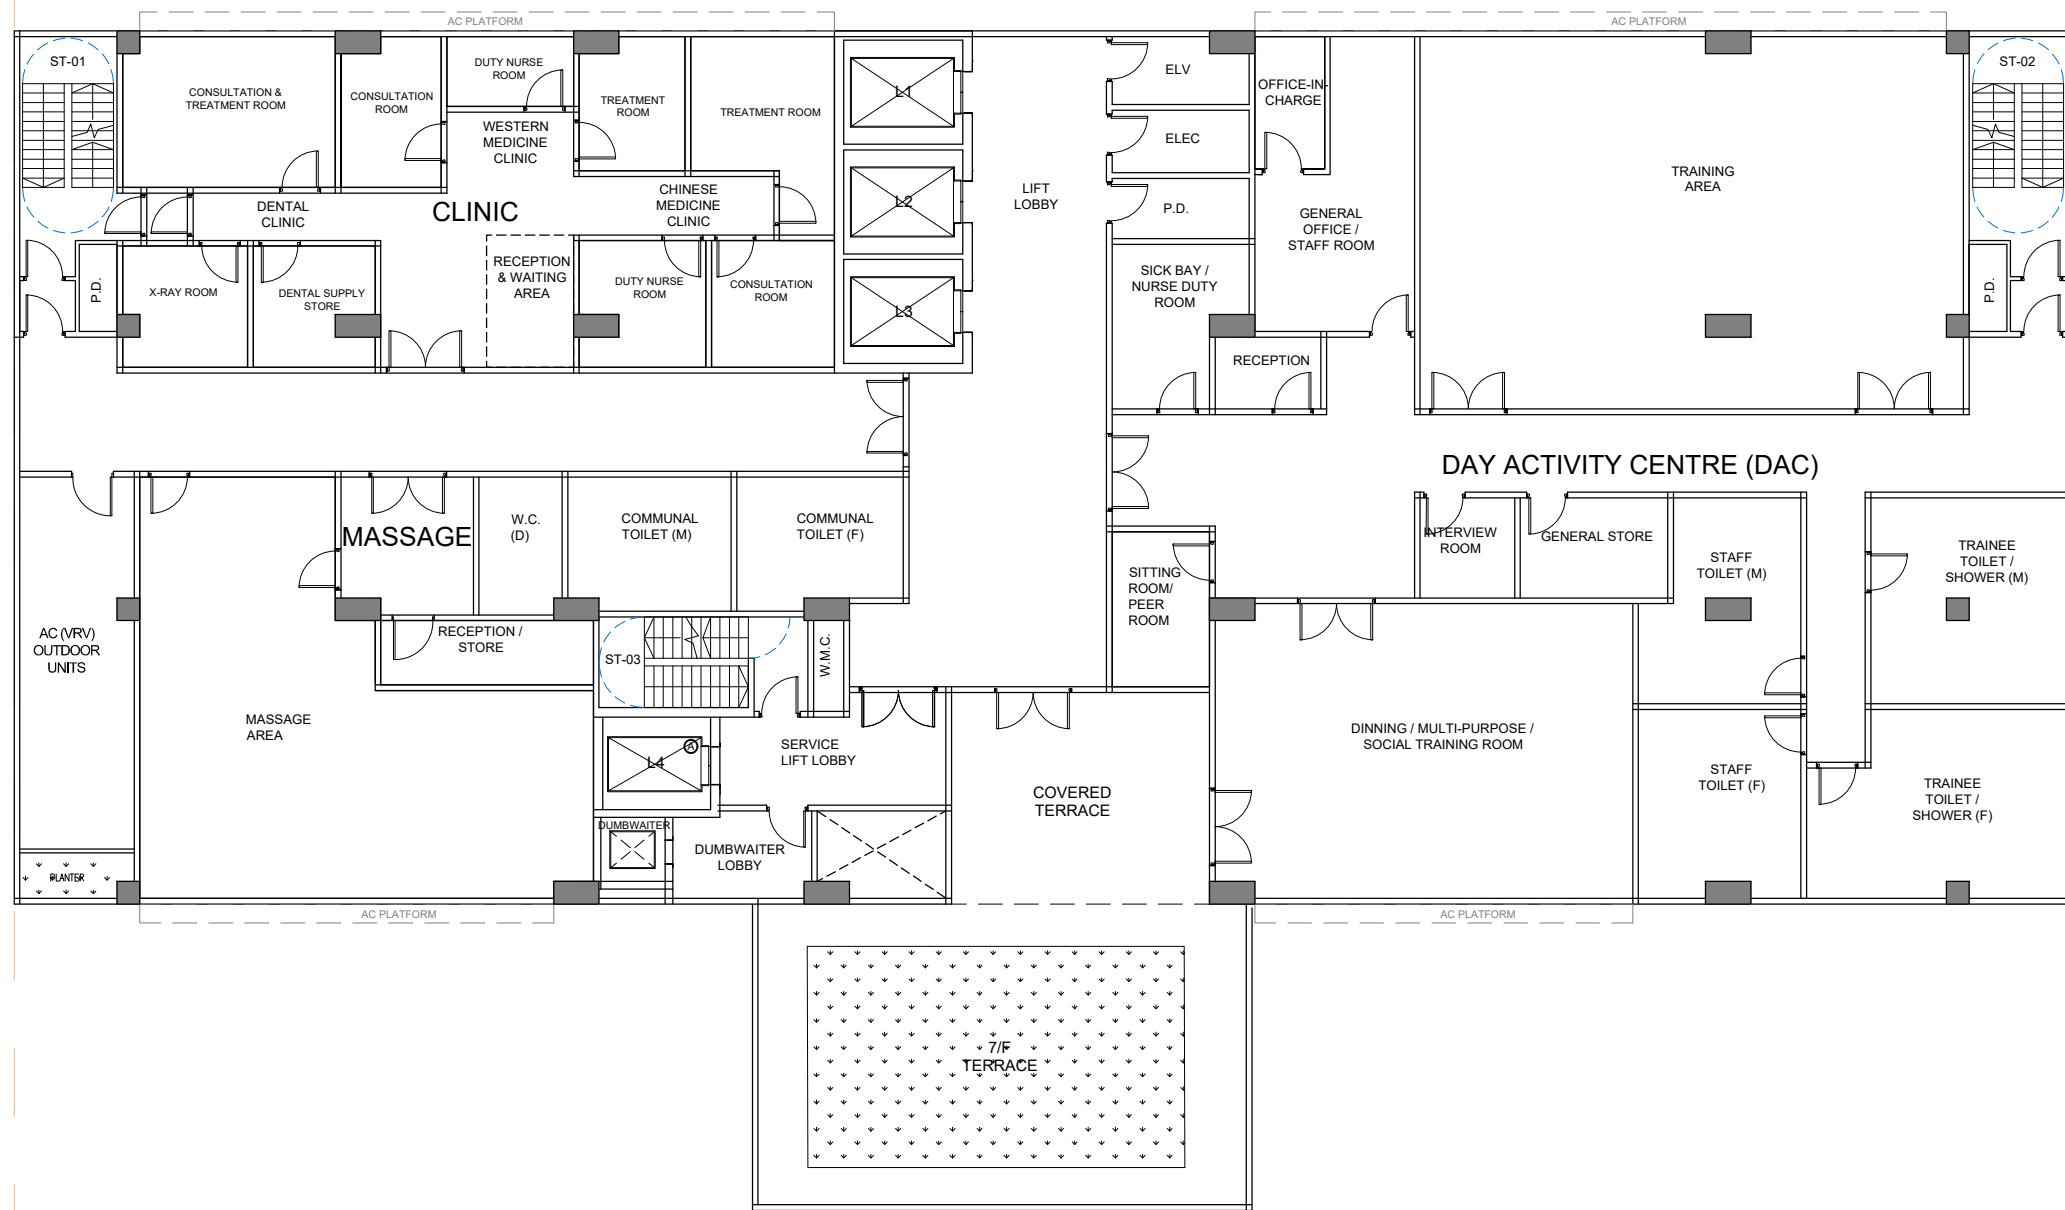 AC PLATFORM
AC PLATFORM
ST-01
CONSULTATION &
TREATMENT ROOM
CONSULTATION
ROOM
DUTY NURSE
ROOM
TREATMENT
ROOM
TREATMENT ROOM
WESTERN
MEDICINE
CLINIC
L1
ELV
OFFICE-IN-
CHARGE
ELEC
TRAINING
AREA
ST-02
DENTAL
CLINIC
CLINIC
CHINESE
MEDICINE
CLINIC
L2
LIFT
LOBBY
P.D.
GENERAL
OFFICE /
STAFF ROOM
P.D.
X-RAY ROOM
DENTAL SUPPLY
STORE
RECEPTION
& WAITING
AREA
DUTY NURSE
ROOM
CONSULTATION
ROOM
L3
SICK BAY /
NURSE DUTY
ROOM
P.D.
RECEPTION
DAY ACTIVITY CENTRE (DAC)
MASSAGE
W.C.
(D)
COMMUNAL
TOILET (M)
COMMUNAL
TOILET (F)
INTERVIEW
ROOM
GENERAL STORE
STAFF
TOILET (M)
TRAINEE
TOILET /
SHOWER (M)
SITTING
ROOM/
PEER
ROOM
AC (VRV)
OUTDOOR
UNITS
RECEPTION /
STORE
ST-03
W.M.C.
MASSAGE
AREA
L4
A
SERVICE
LIFT LOBBY
DINNING / MULTI-PURPOSE /
SOCIAL TRAINING ROOM
STAFF
TOILET (F)
TRAINEE
TOILET /
SHOWER (F)
COVERED
TERRACE
DUMBWAITER
DUMBWAITER
LOBBY
PLANTER
AC PLATFORM
AC PLATFORM
7/F
TERRACE